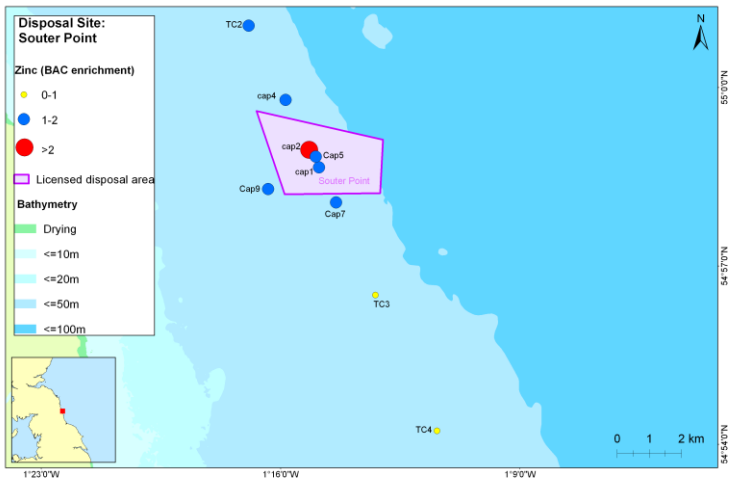 Disposal Site:
Souter Point
Zinc (BAC enrichment)
0-1
1-2
>2
Licensed disposal area
Bathymetry
Drying
<=10m
<=20m
<=50m
<=100m
TC2
cap4
cap2
Cap5
cap1
Souter Point
Cap9
Cap7
TC3
TC4
N
55°0'0"N
54°57'0"N
54°54'0"N
0 1 2 km
1°23'0"W 1°16'0"W 1°9'0"W